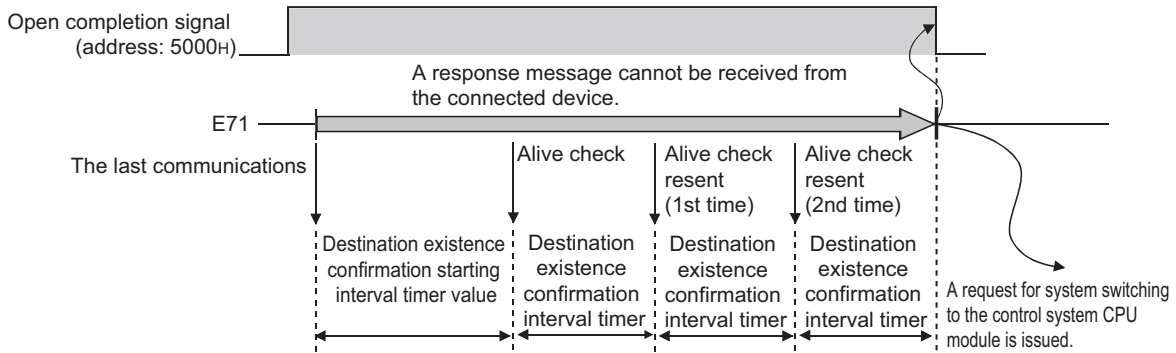 Open completion signal
(address: 5000H)
A response message cannot be received from
the connected device.
E71
The last communications
Alive check
Alive check
resent
(1st time)
Alive check
resent
(2nd time)
Destination existence
confirmation starting
interval timer value
Destination
existence
confirmation
interval timer
Destination
existence
confirmation
interval timer
Destination
existence
confirmation
interval timer
A request for system switching
to the control system CPU
module is issued.